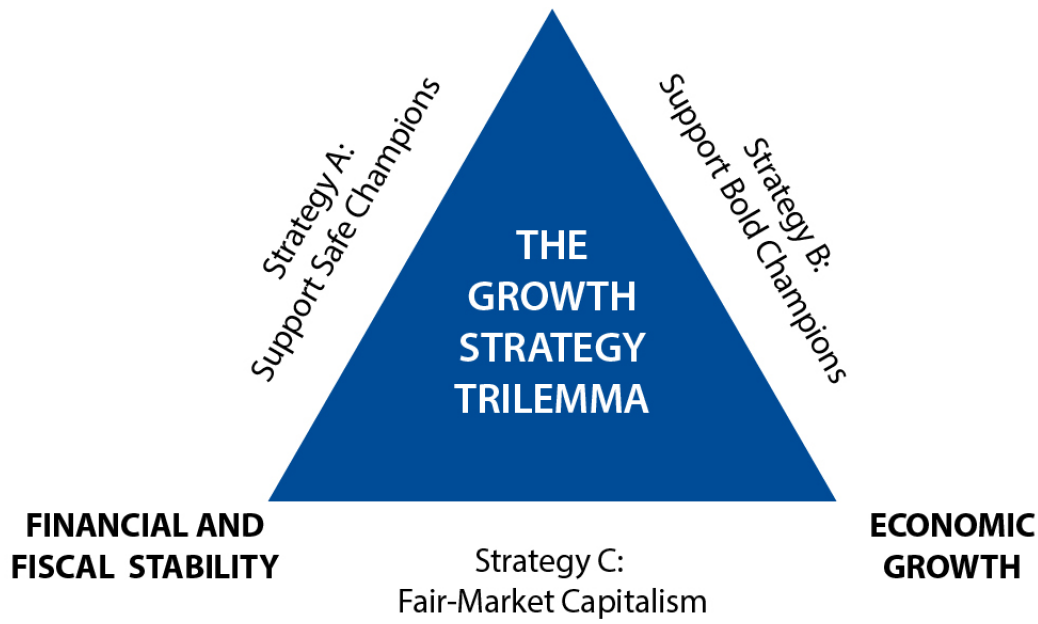 Strategy A:
Support Safe Champions
Strategy B:
Support Bold Champions
THE
GROWTH
STRATEGY
TRILEMMA
FINANCIAL AND
FISCAL STABILITY
Strategy C:
Fair-Market Capitalism
ECONOMIC
GROWTH